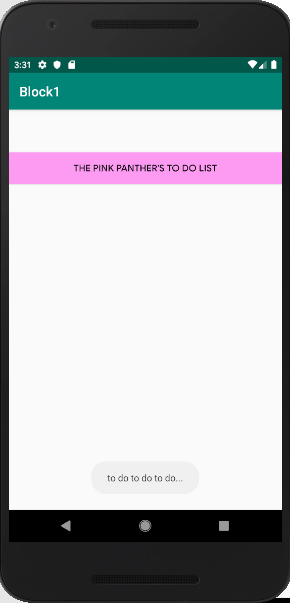 3:31
Block1
THE PINK PANTHER'S TO DO LIST
to do to do to do...